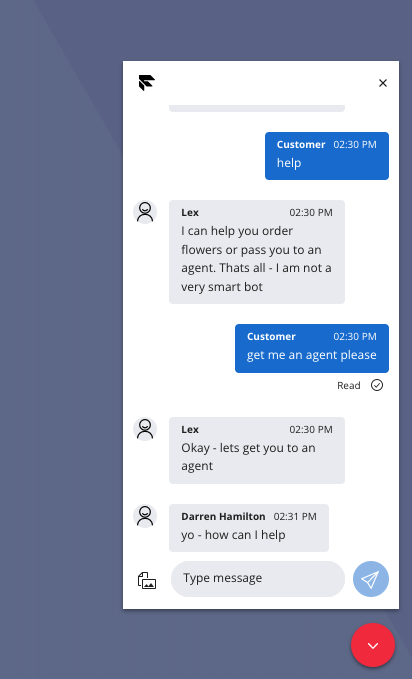 Customer 02:30 PM
help
Lex 02:30 PM
I can help you order
flowers or pass you to an
agent. Thats all - I am not a
very smart bot
Customer 02:30 PM
get me an agent please
Read
Lex 02:30 PM
Okay - lets get you to an
agent
Darren Hamilton 02:31 PM
yo - how can I help
Type message